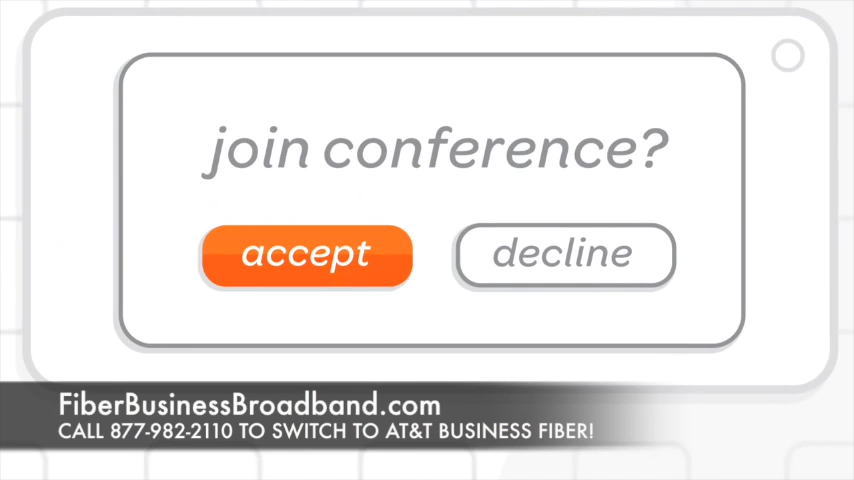 join conference?
accept
decline
FiberBusinessBroadband.com
CALL 877-982-2110 TO SWITCH TO AT&T BUSINESS FIBER!